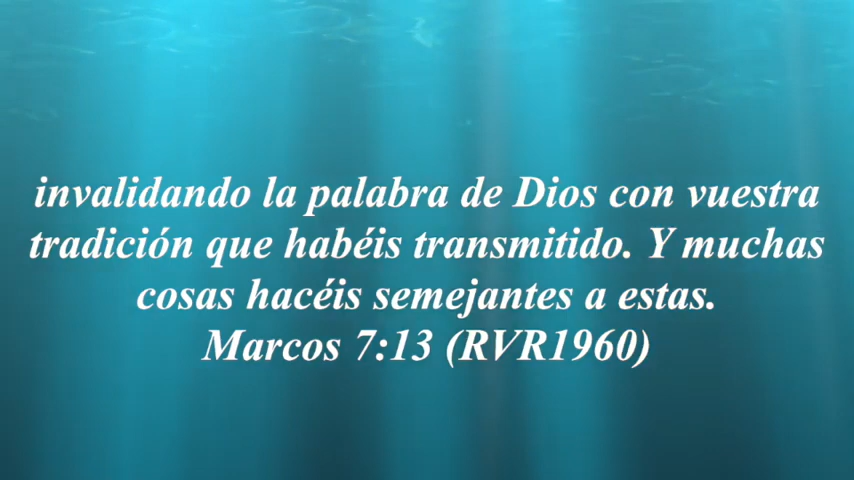 invalidando la palabra de Dios con vuestra
tradición que habéis transmitido. Y muchas
cosas hacéis semejantes a estas.
Marcos 7:13 (RVR1960)